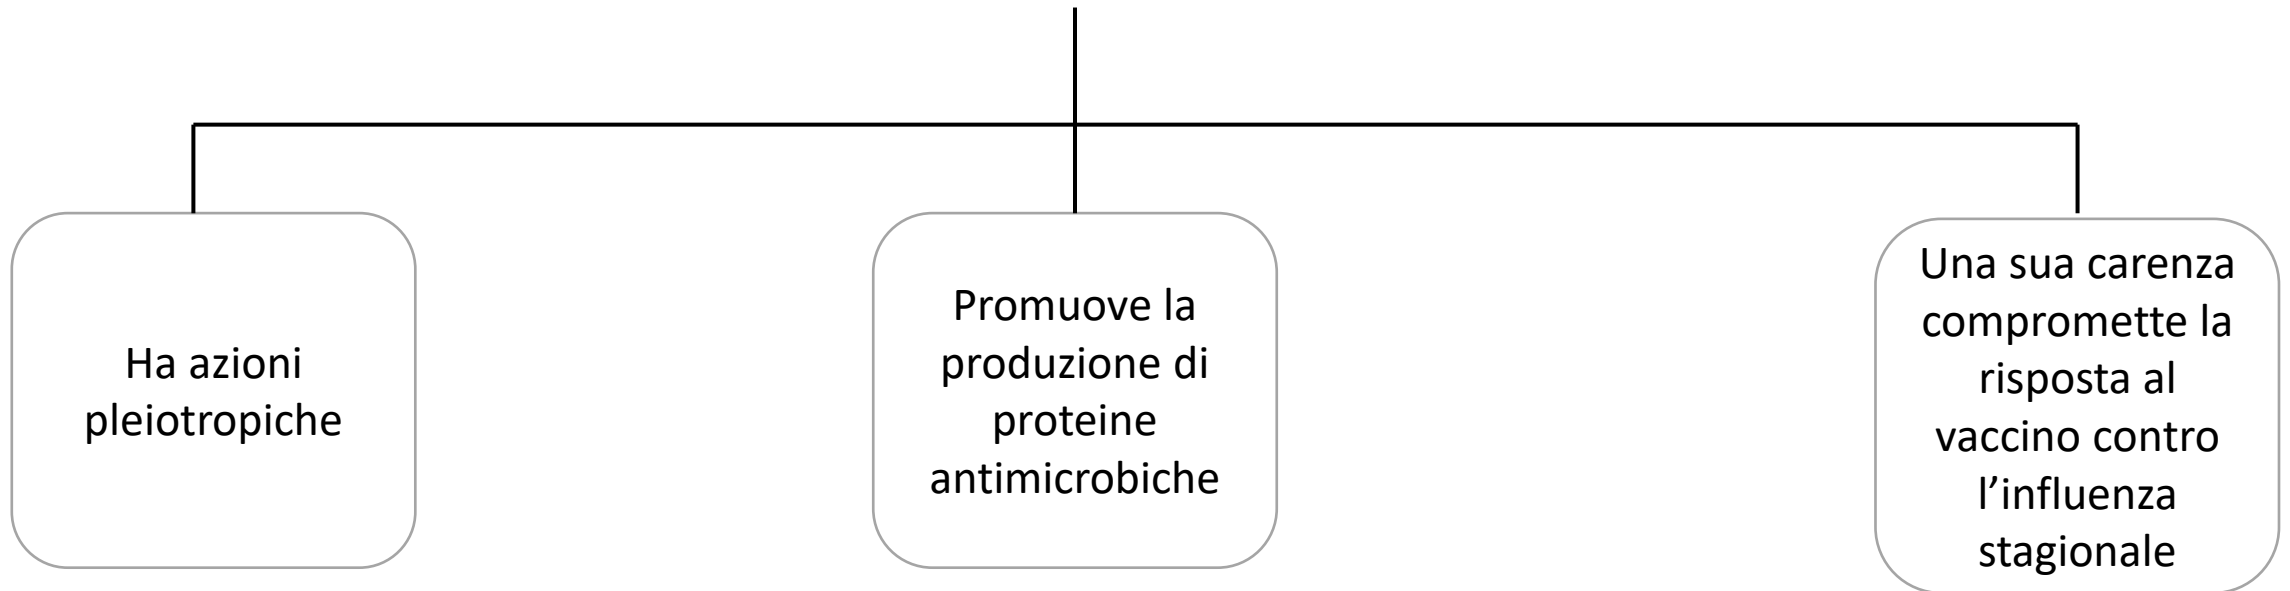 Ha azioni
pleiotropiche
Promuove la
produzione di
proteine
antimicrobiche
Una sua carenza
compromette la
risposta al
vaccino contro
l’influenza
stagionale